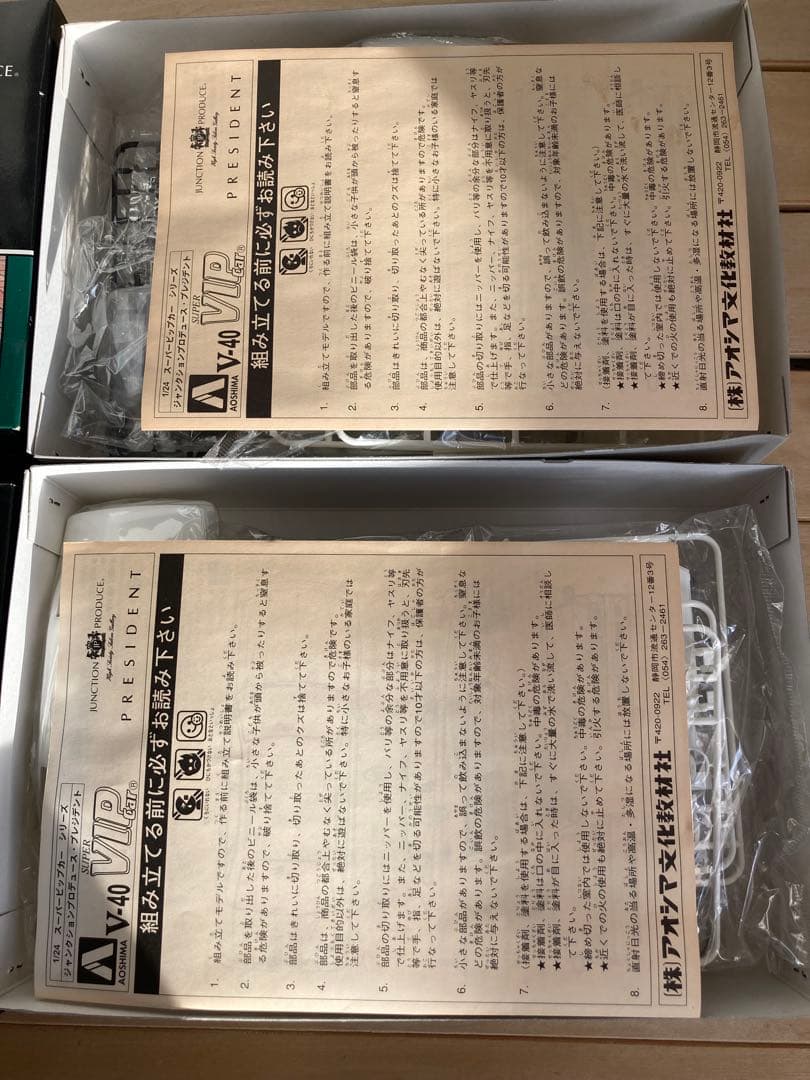 CE.
1/24 スーパービップカー シリーズ
ジャンクションプロデュース・プレジデント
AOSHIMA
V-40
SUPER
VIP car®
JUNCTION PRODUCE.
High Society Saloon Gallery
PRESIDENT
組み立てる前に必ずお読み下さい
1. 組み立てモデルですので、作る前に組み立て説明書をお読み下さい。
2. 部品を取り出した後のビニール袋は、小さな子供が頭から被ったりすると窒息す
る危険がありますので、破り捨てて下さい。
3. 部品はきれいに切り取り、切り取ったあとのクズは捨てて下さい。
4. 部品は、商品の都合上やむなく尖っている所がありますので危険です。
使用目的以外は、絶対に遊ばないで下さい。特に小さなお子様のいる家庭では
注意して下さい。
5. 部品の切り取りにはニッパーを使用し、バリ等の余分な部分はナイフ、ヤスリ等
で仕上げます。また、ニッパー、ナイフ、ヤスリ等を不用意に取り扱うと、刃先
等で手、指、足などを切る可能性がありますので10才以下の方は、保護者の方が
行なって下さい。
6. 小さな部品がありますので、誤って飲み込まないように注意して下さい。窒息な
どの危険があります。誤飲の危険がありますので、対象年齢未満のお子様には
絶対に与えないで下さい。
7. (接着剤、塗料を使用する場合は、下記に注意して下さい。)
★接着剤、塗料は口の中に入れないで下さい。中毒の危険があります。
★接着剤、塗料が目に入った時は、すぐに大量の水で洗い流して、医師に相談し
て下さい。
★締め切った室内では使用しないで下さい。中毒の危険があります。
★近くでの火の使用も絶対に止めて下さい。引火する危険があります。
8. 直射日光の当る場所や高温・多湿になる場所には放置しないで下さい。
(株)アオシマ文化教材社
〒420-0922 静岡市流通センター12番3号
TEL (054) 263-2461
1/24 スーパービップカー シリーズ
ジャンクションプロデュース・プレジデント
AOSHIMA
V-40
SUPER
VIP car®
JUNCTION PRODUCE.
High Society Saloon Gallery
PRESIDENT
組み立てる前に必ずお読み下さい
1. 組み立てモデルですので、作る前に組み立て説明書をお読み下さい。
2. 部品を取り出した後のビニール袋は、小さな子供が頭から被ったりすると窒息す
る危険がありますので、破り捨てて下さい。
3. 部品はきれいに切り取り、切り取ったあとのクズは捨てて下さい。
4. 部品は、商品の都合上やむなく尖っている所がありますので危険です。
使用目的以外は、絶対に遊ばないで下さい。特に小さなお子様のいる家庭では
注意して下さい。
5. 部品の切り取りにはニッパーを使用し、バリ等の余分な部分はナイフ、ヤスリ等
で仕上げます。また、ニッパー、ナイフ、ヤスリ等を不用意に取り扱うと、刃先
等で手、指、足などを切る可能性がありますので10才以下の方は、保護者の方が
行なって下さい。
6. 小さな部品がありますので、誤って飲み込まないように注意して下さい。窒息な
どの危険があります。誤飲の危険がありますので、対象年齢未満のお子様には
絶対に与えないで下さい。
7. (接着剤、塗料を使用する場合は、下記に注意して下さい。)
★接着剤、塗料は口の中に入れないで下さい。中毒の危険があります。
★接着剤、塗料が目に入った時は、すぐに大量の水で洗い流して、医師に相談し
て下さい。
★締め切った室内では使用しないで下さい。中毒の危険があります。
★近くでの火の使用も絶対に止めて下さい。引火する危険があります。
8. 直射日光の当る場所や高温・多湿になる場所には放置しないで下さい。
(株)アオシマ文化教材社
〒420-0922 静岡市流通センター12番3号
TEL (054) 263-2461